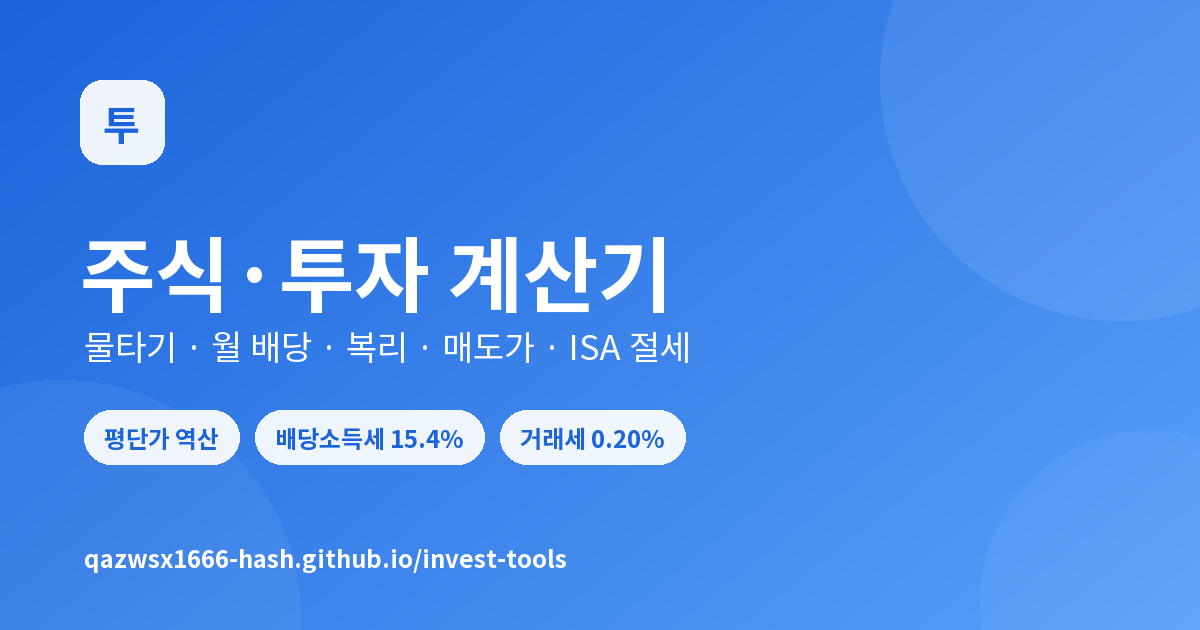 투
주식·투자 계산기
물타기 · 월 배당 · 복리 · 매도가 · ISA 절세
평단가 역산 배당소득세 15.4% 거래세 0.20%
qazwsx1666-hash.github.io/invest-tools